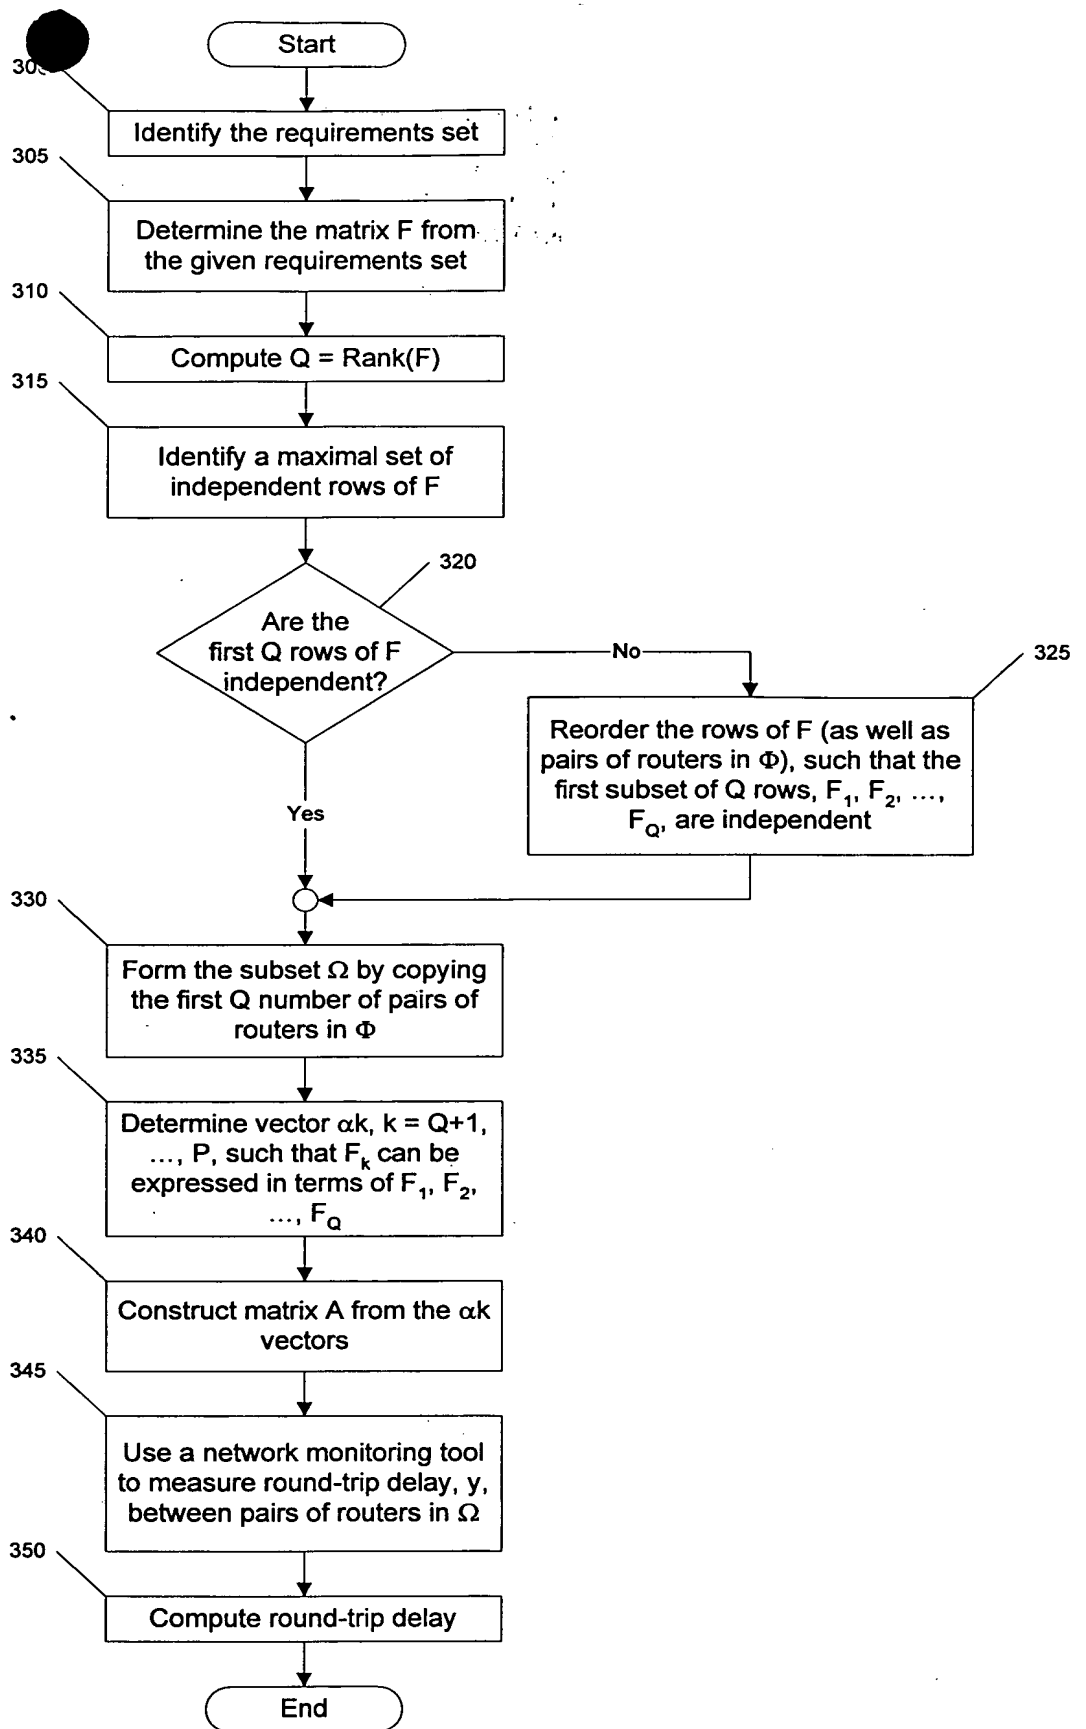 Start
Identify the requirements set
305
Determine the matrix F from
the given requirements set
310
Compute Q = Rank(F)
315
Identify a maximal set of
independent rows of F
320
Are the
first Q rows of F
independent?
No
325
Reorder the rows of F (as well as
pairs of routers in Φ), such that the
first subset of Q rows, F₁, F₂, ...,
F_Q, are independent
Yes
330
Form the subset Ω by copying
the first Q number of pairs of
routers in Φ
335
Determine vector αk, k = Q+1,
..., P, such that Fₖ can be
expressed in terms of F₁, F₂,
..., F_Q
340
Construct matrix A from the αk
vectors
345
Use a network monitoring tool
to measure round-trip delay, y,
between pairs of routers in Ω
350
Compute round-trip delay
End